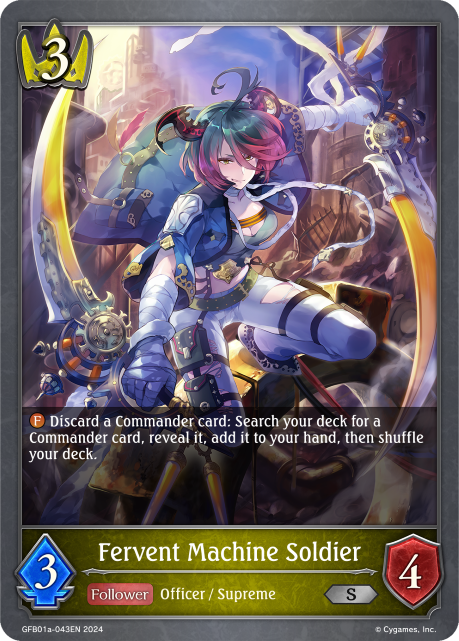 3
F Discard a Commander card: Search your deck for a
Commander card, reveal it, add it to your hand, then shuffle
your deck.
Fervent Machine Soldier
3
Follower Officer / Supreme
S
4
GFB01a-043EN 2024
© Cygames, Inc.